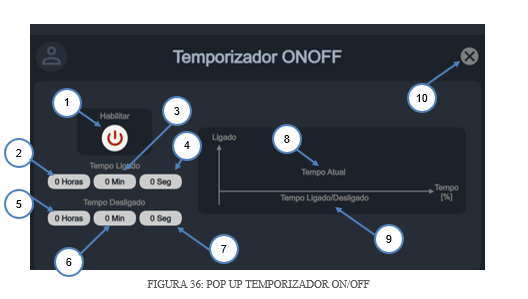 Temporizador ONOFF
10
1
Habilitar
3
2
Tempo Ligado
4
0 Horas
0 Min
0 Seg
5
Tempo Desligado
0 Horas
0 Min
0 Seg
6
7
Ligado
8
Tempo Atual
Tempo
[%]
Tempo Ligado/Desligado
9
FIGURA 36: POP UP TEMPORIZADOR ON/OFF